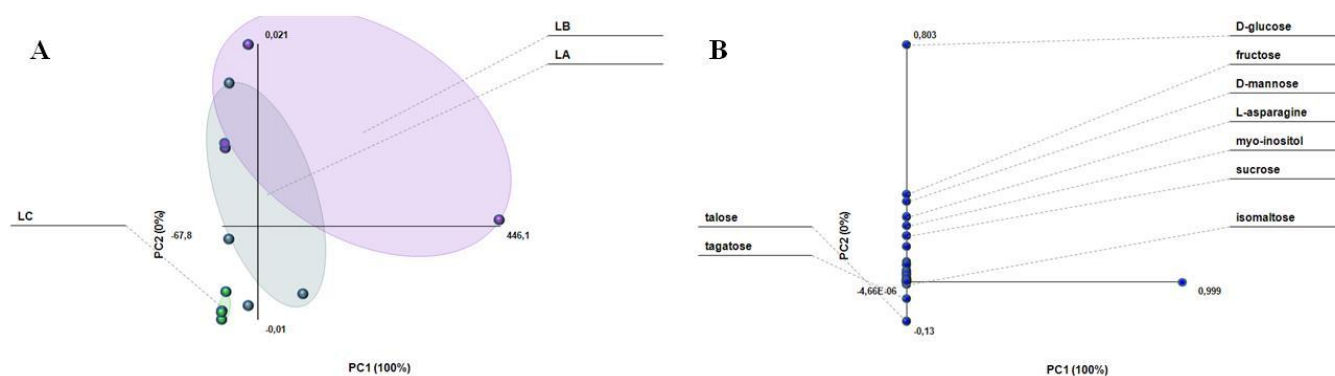 A
0,021
LB
LA
LC
PC2 (0%)
-67,8
446,1
-0,01
PC1 (100%)
B
0,803
D-glucose
fructose
D-mannose
L-asparagine
myo-inositol
sucrose
isomaltose
talose
tagatose
PC2 (0%)
-4,66E-06
0,999
-0,13
PC1 (100%)